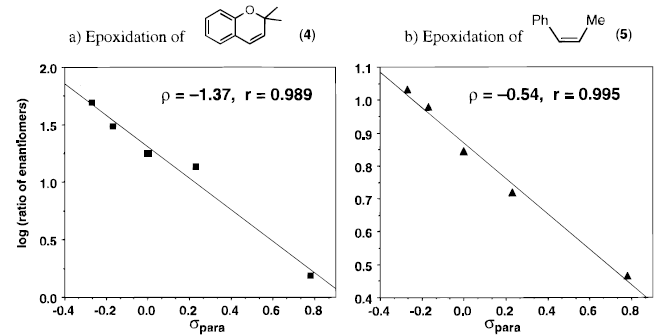 a) Epoxidation of
O
(4)
ρ = –1.37, r = 0.989
log (ratio of enantiomers)
2.0
1.5
1.0
0.5
0.0
-0.4 -0.2 0.0 0.2 0.4 0.6 0.8
σpara
b) Epoxidation of
Ph
Me
(5)
ρ = –0.54, r = 0.995
1.1
1.0
0.9
0.8
0.7
0.6
0.5
0.4
-0.4 -0.2 0.0 0.2 0.4 0.6 0.8
σpara